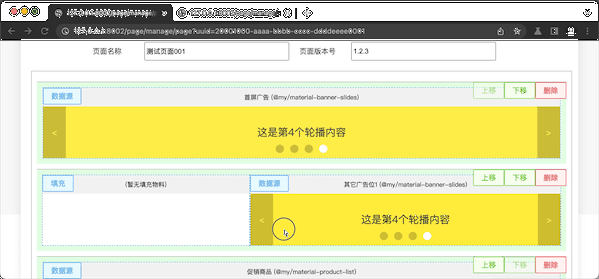 页面名称 测试页面001 页面版本号 1.2.3
上移 下移 删除
数据源 首屏广告 (@my/material-banner-slides)
< 这是第4个轮播内容 >
上移 下移 删除
填充 (暂无填充物料) 数据源 其它广告位1 (@my/material-banner-slides)
< 这是第4个轮播内容 >
上移 下移 删除
数据源 促销商品 (@my/material-product-list)